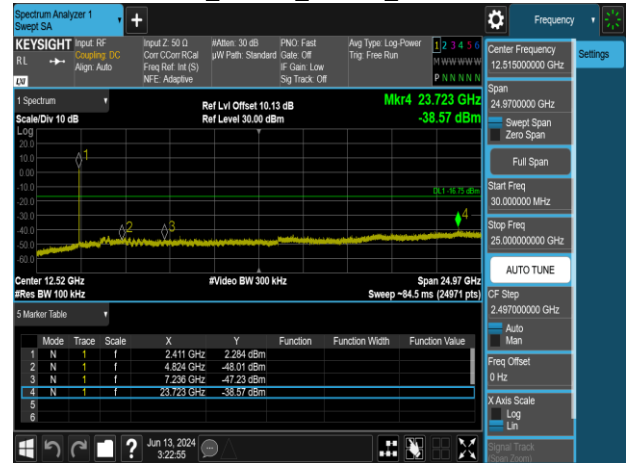 Spectrum Analyzer 1
Swept SA
Frequency
KEYSIGHT Input: RF Input Z: 50 Ω #Atten: 30 dB PNO: Fast Avg Type: Log-Power 1 2 3 4 5 6
RL Coupling: DC Corr CCorr RCal µW Path: Standard Gate: Off Trig: Free Run M W W W W W
Align: Auto Freq Ref: Int (S) IF Gain: Low
NFE: Adaptive Sig Track: Off P N N N N N
LXI
1 Spectrum
Scale/Div 10 dB
Ref Lvl Offset 10.13 dB
Ref Level 30.00 dBm
Mkr4 23.723 GHz
-38.57 dBm
Log
20.0
10.0
0.00
-10.0
-20.0
-30.0
-40.0
-50.0
-60.0
1
2
3
4
DL1 -16.75 dBm
Center 12.52 GHz #Video BW 300 kHz Span 24.97 GHz
#Res BW 100 kHz Sweep ~84.5 ms (24971 pts)
5 Marker Table
Mode Trace Scale X Y Function Function Width Function Value
1 N 1 f 2.411 GHz 2.284 dBm
2 N 1 f 4.824 GHz -48.01 dBm
3 N 1 f 7.236 GHz -47.23 dBm
4 N 1 f 23.723 GHz -38.57 dBm
5
6
?
Jun 13, 2024
3:22:55
Settings
Center Frequency
12.515000000 GHz
Span
24.9700000 GHz
Swept Span
Zero Span
Full Span
Start Freq
30.000000 MHz
Stop Freq
25.000000000 GHz
AUTO TUNE
CF Step
2.497000000 GHz
Auto
Man
Freq Offset
0 Hz
X Axis Scale
Log
Lin
Signal Track
(Span Zoom)